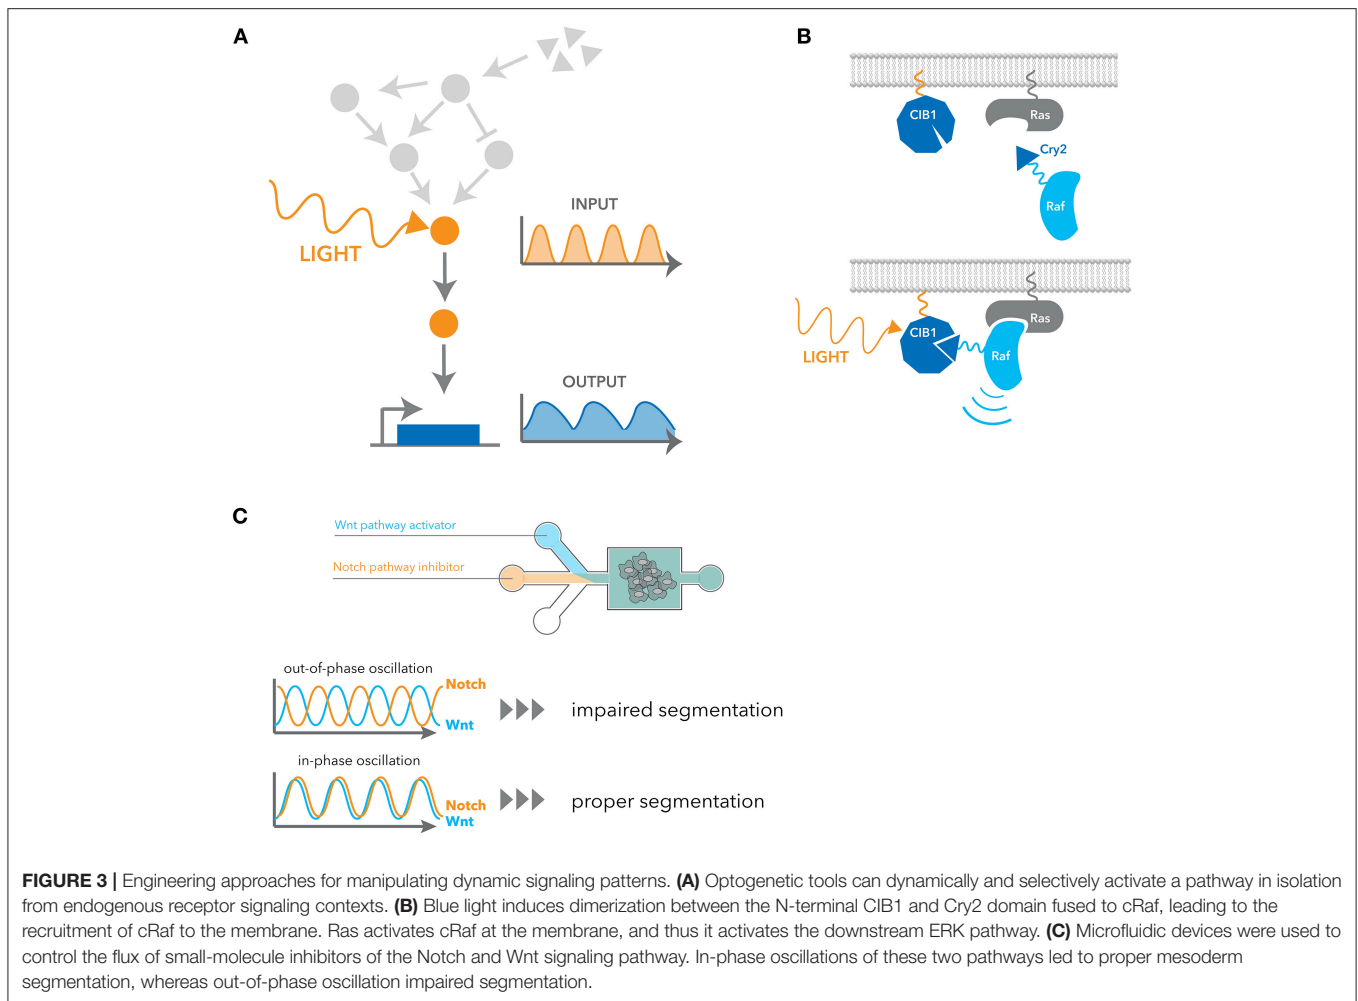 A
LIGHT
INPUT
OUTPUT
B
CIB1
Ras
Cry2
Raf
LIGHT
CIB1
Ras
Raf
C
Wnt pathway activator
Notch pathway inhibitor
out-of-phase oscillation
Notch
Wnt
impaired segmentation
in-phase oscillation
Notch
Wnt
proper segmentation
FIGURE 3 | Engineering approaches for manipulating dynamic signaling patterns. (A) Optogenetic tools can dynamically and selectively activate a pathway in isolation
from endogenous receptor signaling contexts. (B) Blue light induces dimerization between the N-terminal CIB1 and Cry2 domain fused to cRaf, leading to the
recruitment of cRaf to the membrane. Ras activates cRaf at the membrane, and thus it activates the downstream ERK pathway. (C) Microfluidic devices were used to
control the flux of small-molecule inhibitors of the Notch and Wnt signaling pathway. In-phase oscillations of these two pathways led to proper mesoderm
segmentation, whereas out-of-phase oscillation impaired segmentation.